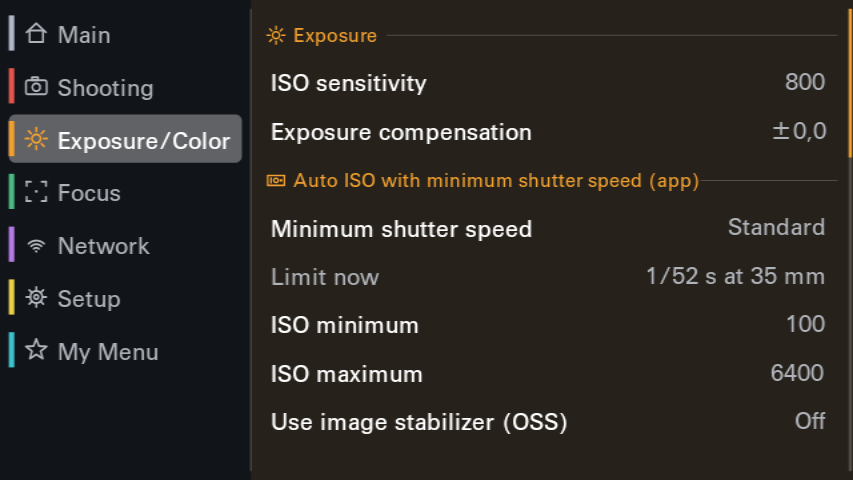 Main
Shooting
Exposure/Color
Focus
Network
Setup
My Menu
Exposure
ISO sensitivity 800
Exposure compensation ±0,0
Auto ISO with minimum shutter speed (app)
Minimum shutter speed Standard
Limit now 1/52 s at 35 mm
ISO minimum 100
ISO maximum 6400
Use image stabilizer (OSS) Off